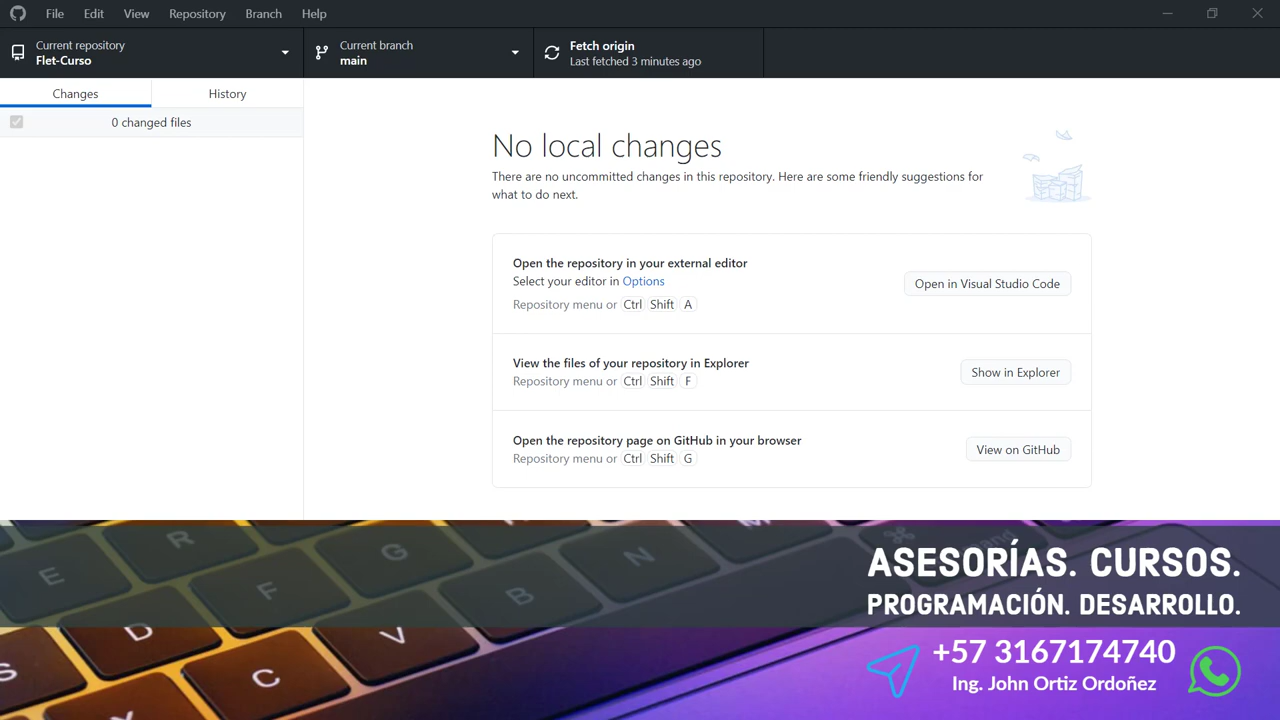 File Edit View Repository Branch Help
Current repository
Flet-Curso
Current branch
main
Fetch origin
Last fetched 3 minutes ago
Changes
History
0 changed files
No local changes
There are no uncommitted changes in this repository. Here are some friendly suggestions for
what to do next.
Open the repository in your external editor
Select your editor in Options
Repository menu or Ctrl Shift A
Open in Visual Studio Code
View the files of your repository in Explorer
Repository menu or Ctrl Shift F
Show in Explorer
Open the repository page on GitHub in your browser
Repository menu or Ctrl Shift G
View on GitHub
E R F G B N D V C S
ASESORÍAS. CURSOS.
PROGRAMACIÓN. DESARROLLO.
+57 3167174740
Ing. John Ortiz Ordoñez